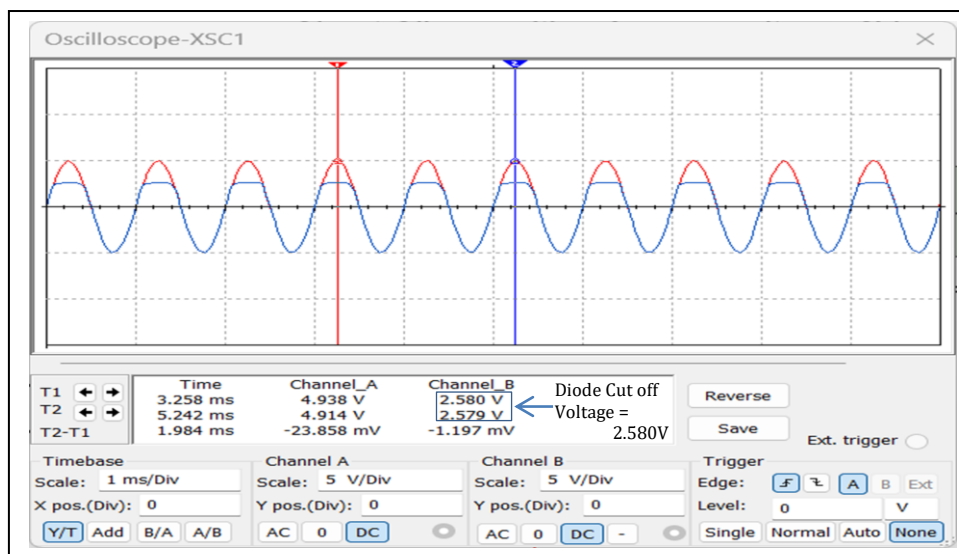 Oscilloscope-XSC1
1
2
Time Channel_A Channel_B
T1 3.258 ms 4.938 V 2.580 V
T2 5.242 ms 4.914 V 2.579 V
T2-T1 1.984 ms -23.858 mV -1.197 mV
Diode Cut off
Voltage =
2.580V
Reverse
Save
Ext. trigger
Timebase
Scale: 1 ms/Div
X pos.(Div): 0
Y/T Add B/A A/B
Channel A
Scale: 5 V/Div
Y pos.(Div): 0
AC 0 DC
Channel B
Scale: 5 V/Div
Y pos.(Div): 0
AC 0 DC -
Trigger
Edge: A B Ext
Level: 0 V
Single Normal Auto None